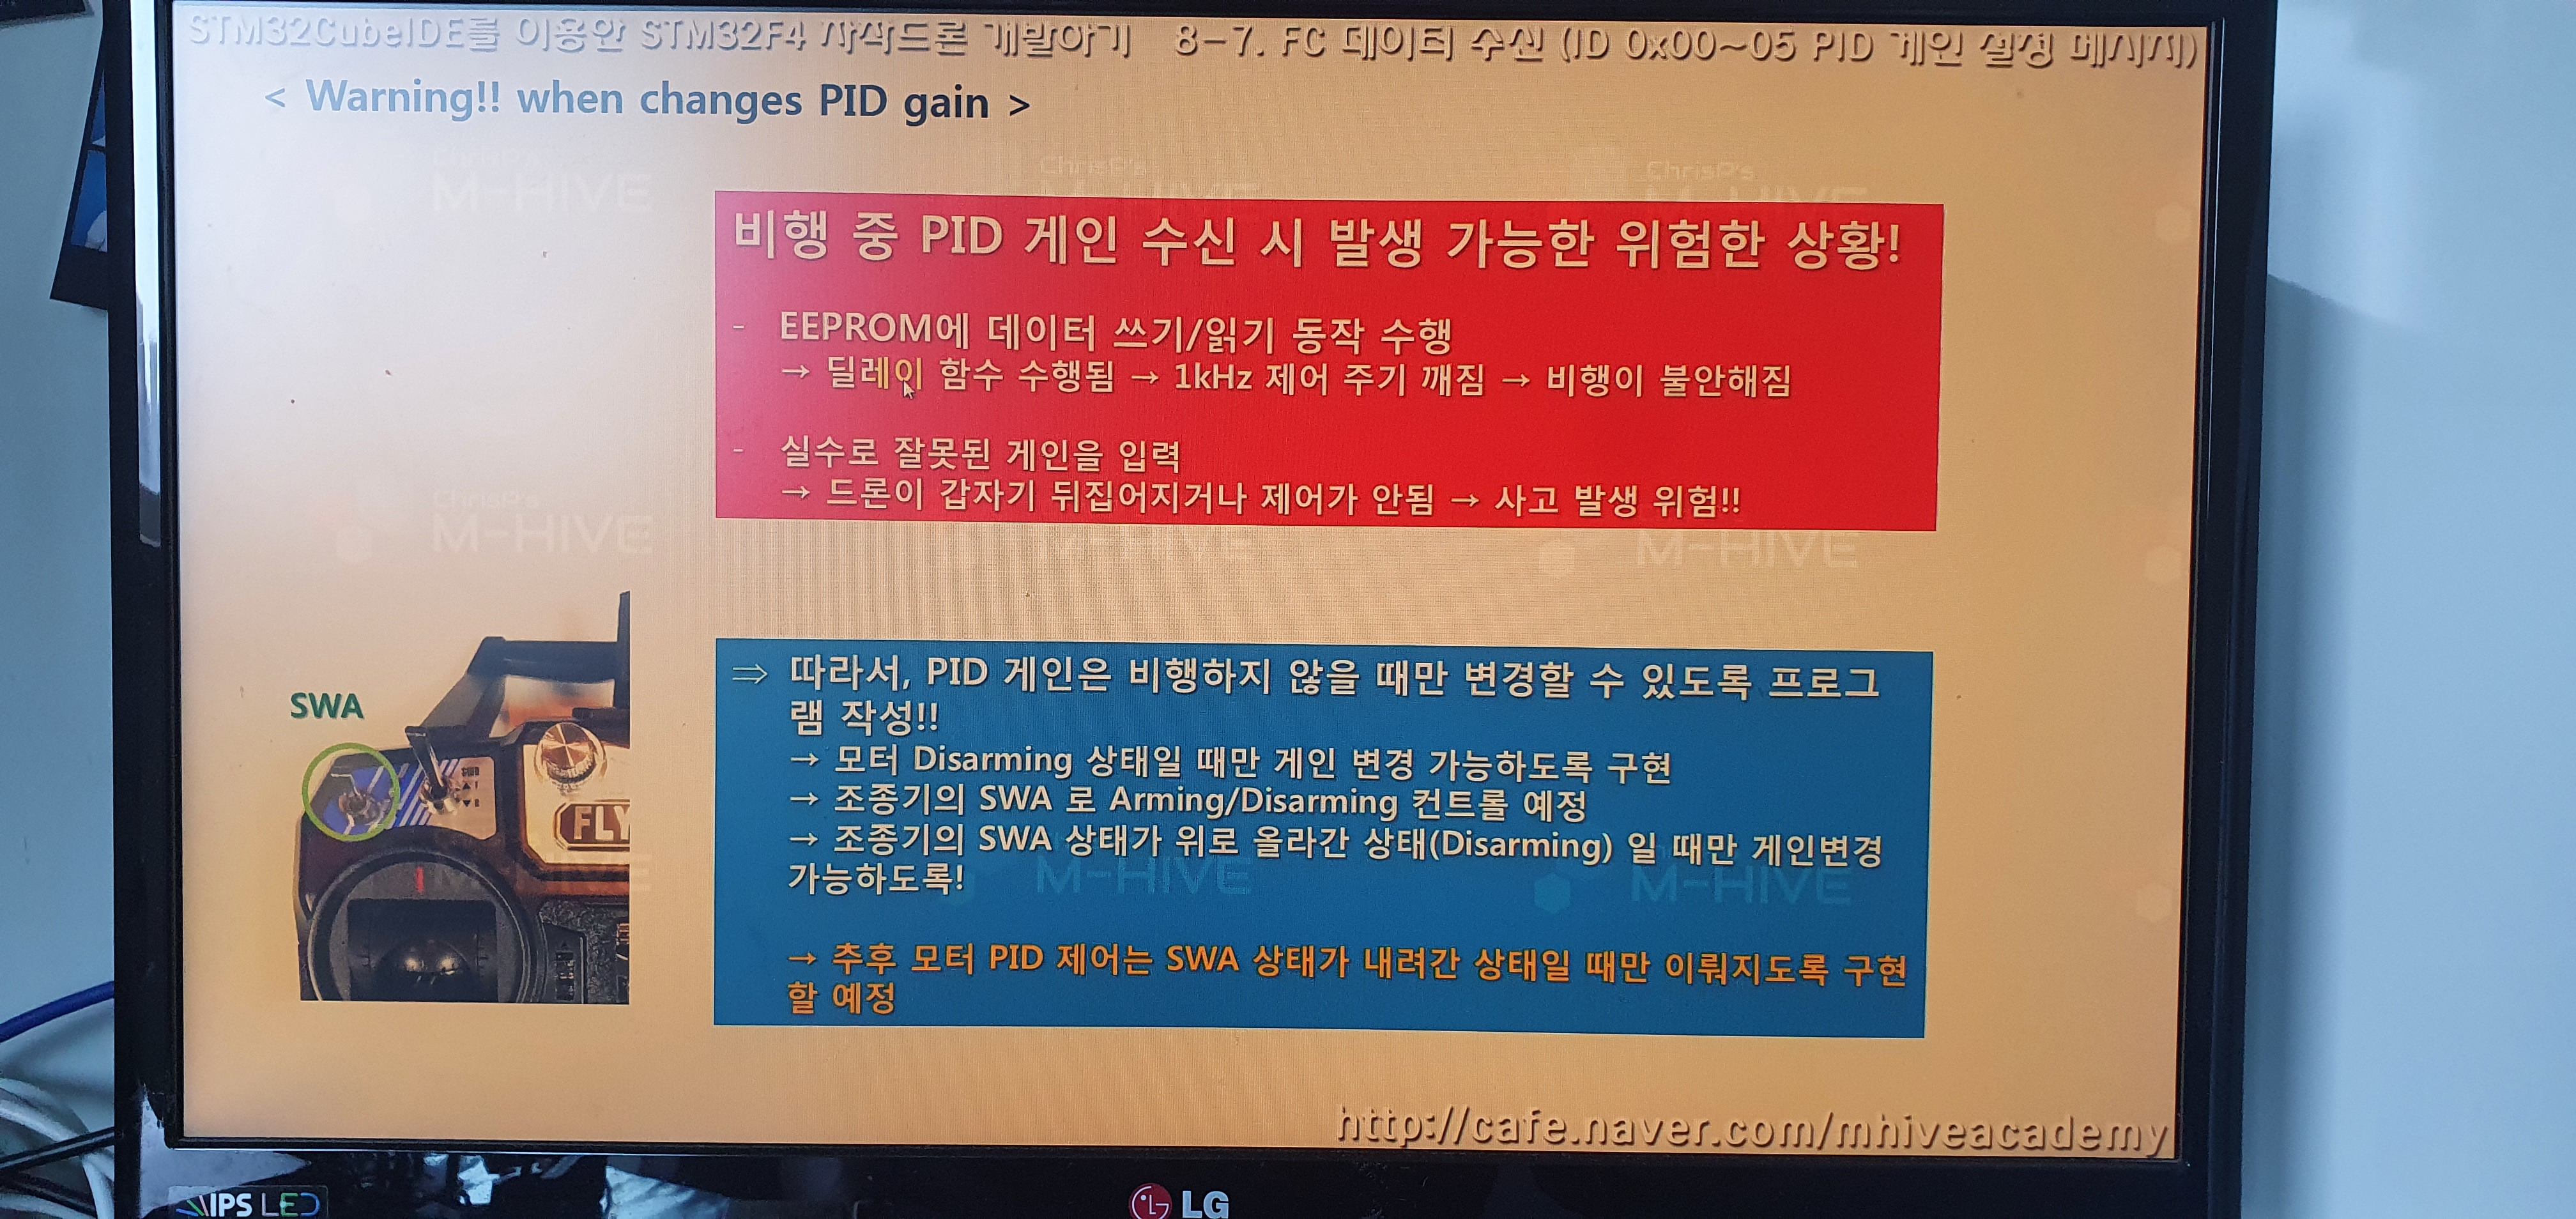 STM32CubeIDE를 이용한 STM32F4 자작드론 개발하기 8-7. FC 데이터 수신 (ID 0x00~05 PID 게인 설정 메시지)
< Warning!! when changes PID gain >
ChrisP's
M-HIVE
ChrisP's
M-HIVE
ChrisP's
M-HIVE
비행 중 PID 게인 수신 시 발생 가능한 위험한 상황!
- EEPROM에 데이터 쓰기/읽기 동작 수행
→ 딜레이 함수 수행됨 → 1kHz 제어 주기 깨짐 → 비행이 불안해짐
- 실수로 잘못된 게인을 입력
→ 드론이 갑자기 뒤집어지거나 제어가 안됨 → 사고 발생 위험!!
ChrisP's
M-HIVE
M-HIVE
M-HIVE
SWA
FLY
⇒ 따라서, PID 게인은 비행하지 않을 때만 변경할 수 있도록 프로그
램 작성!!
→ 모터 Disarming 상태일 때만 게인 변경 가능하도록 구현
→ 조종기의 SWA 로 Arming/Disarming 컨트롤 예정
→ 조종기의 SWA 상태가 위로 올라간 상태(Disarming) 일 때만 게인변경
가능하도록!
M-HIVE
M-HIVE
M-HIVE
→ 추후 모터 PID 제어는 SWA 상태가 내려간 상태일 때만 이뤄지도록 구현
할 예정
http://cafe.naver.com/mhiveacademy
IPS LED
LG